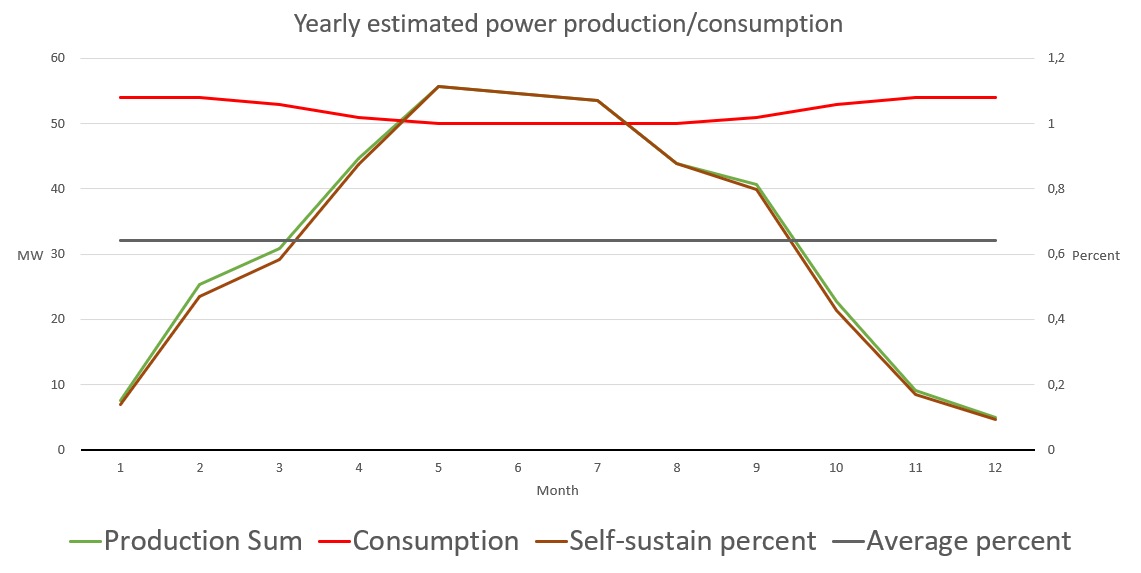 Yearly estimated power production/consumption
60 1,2
50 1
40 0,8
MW 30 0,6 Percent
20 0,4
10 0,2
0 0
1 2 3 4 5 6 7 8 9 10 11 12
Month
Production Sum Consumption Self-sustain percent Average percent